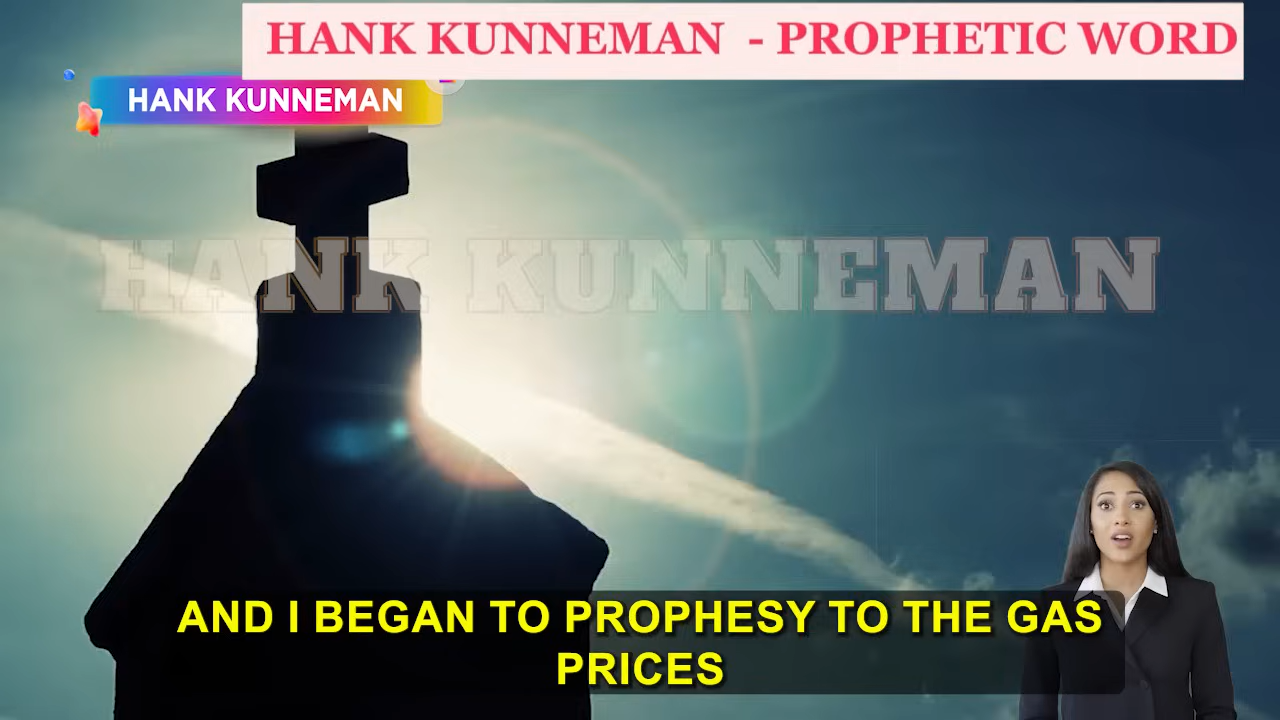 HANK KUNNEMAN - PROPHETIC WORD
HANK KUNNEMAN
HANK KUNNEMAN
AND I BEGAN TO PROPHESY TO THE GAS
PRICES